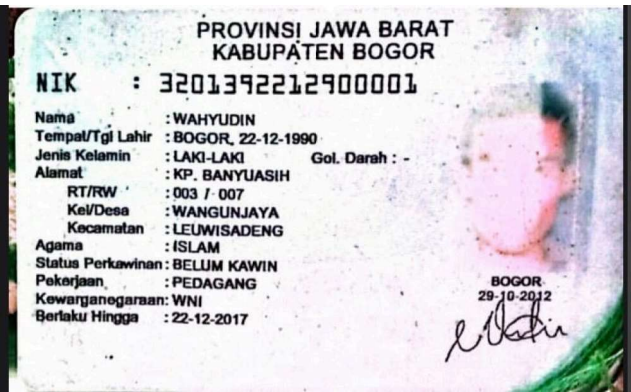 PROVINSI JAWA BARAT
KABUPATEN BOGOR
NIK : 3201392212900001
Nama : WAHYUDIN
Tempat/Tgl Lahir : BOGOR, 22-12-1990
Jenis Kelamin : LAKI-LAKI Gol. Darah : -
Alamat : KP. BANYUASIH
RT/RW : 003 / 007
Kel/Desa : WANGUNJAYA
Kecamatan : LEUWISADENG
Agama : ISLAM
Status Perkawinan : BELUM KAWIN
Pekerjaan : PEDAGANG
Kewarganegaraan : WNI
Berlaku Hingga : 22-12-2017
BOGOR
29-10-2012